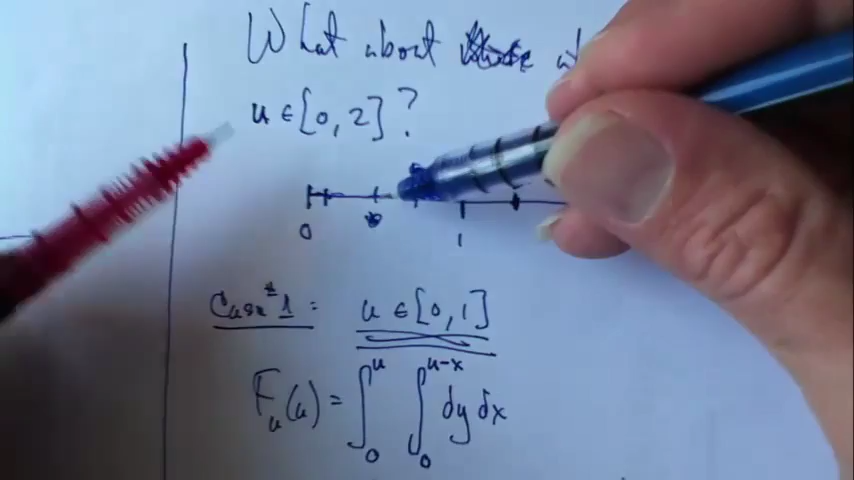 What about
u ∈ [0, 2] ?
0 1
Case #1: u ∈ [0, 1]
F_u(u) = ∫_0^u ∫_0^{u-x} dy dx